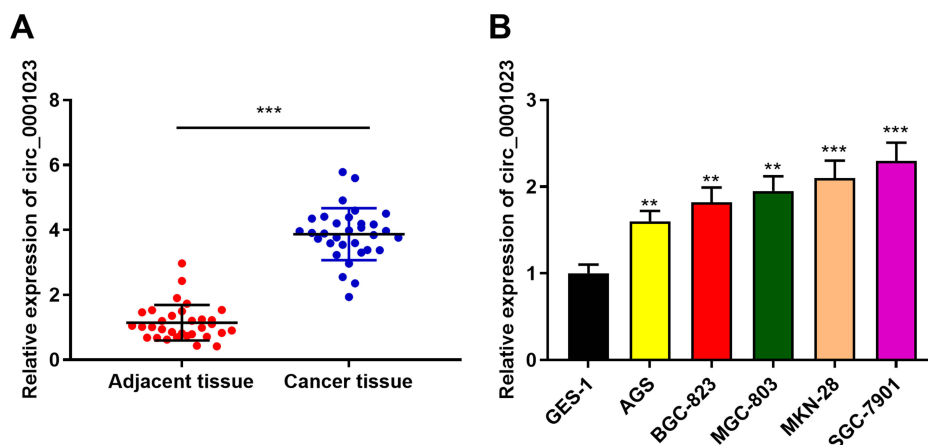 A
Relative expression of circ_0001023
8
6
4
2
0
***
Adjacent tissue
Cancer tissue
B
Relative expression of circ_0001023
3
2
1
0
**
**
**
***
***
GES-1
AGS
BGC-823
MGC-803
MKN-28
SGC-7901